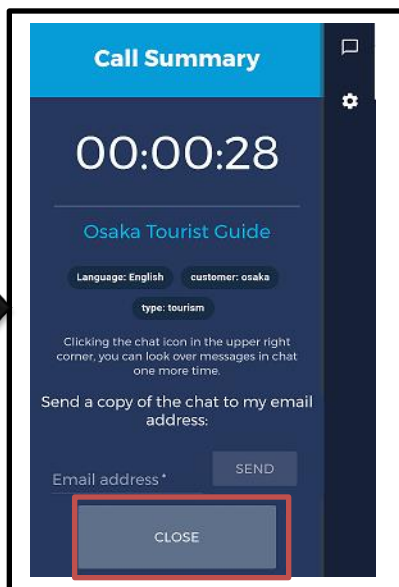 Call Summary
00:00:28
Osaka Tourist Guide
Language: English customer: osaka
type: tourism
Clicking the chat icon in the upper right
corner, you can look over messages in chat
one more time.
Send a copy of the chat to my email
address:
Email address * SEND
CLOSE